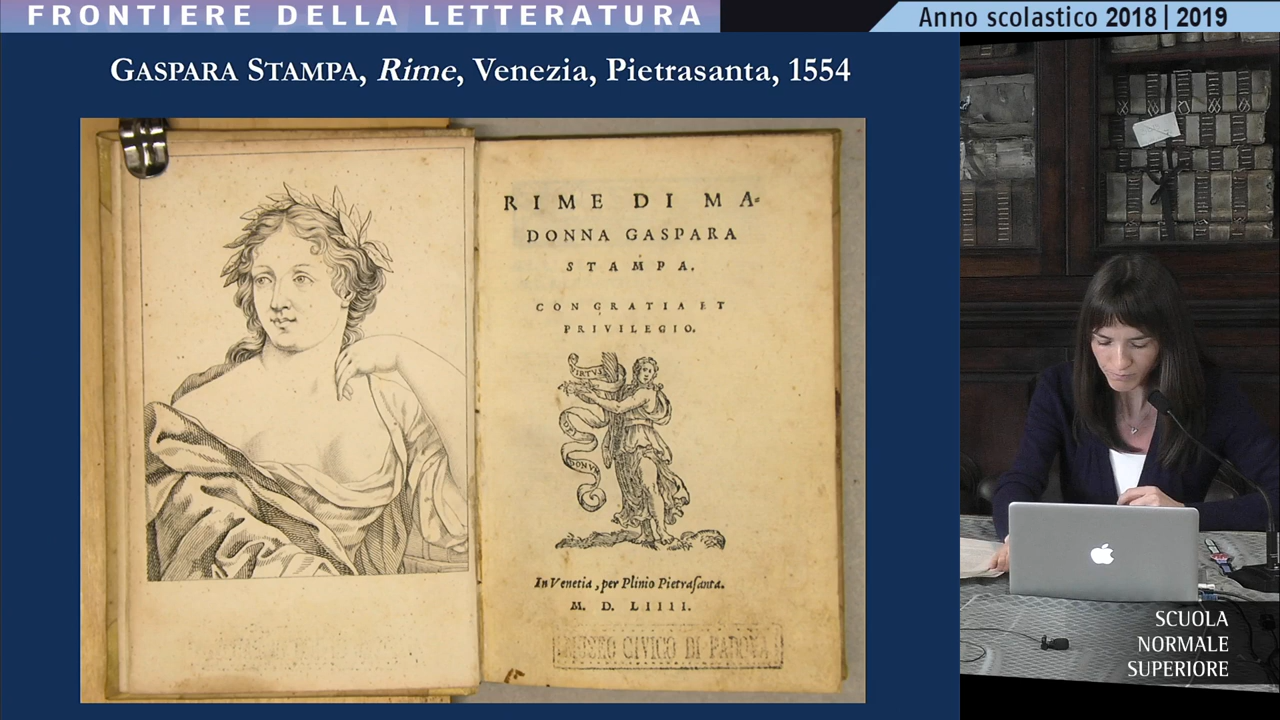 FRONTIERE DELLA LETTERATURA
Anno scolastico 2018 | 2019
GASPARA STAMPA, Rime, Venezia, Pietrasanta, 1554
RIME DI MA-
DONNA GASPARA
STAMPA.
CON GRATIA ET
PRIVILEGIO.
VIRTVS
In Venetia, per Plinio Pietrasanta.
M. D. LIIII.
MUSEO CIVICO DI PADOVA
SCUOLA
NORMALE
SUPERIORE